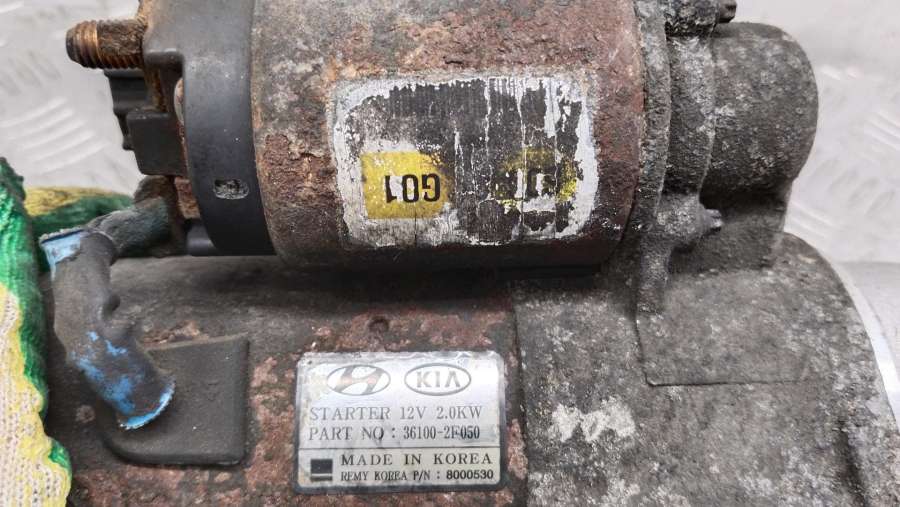 G01
KIA
STARTER 12V 2.0KW
PART NO : 36100-2F050
MADE IN KOREA
REMY KOREA P/N : 8000530